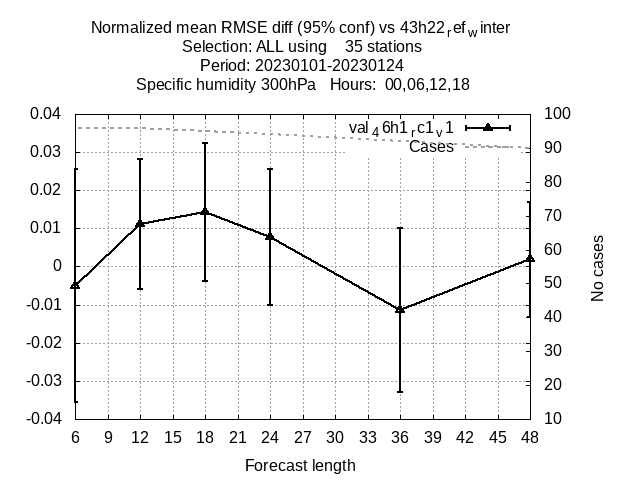 Normalized mean RMSE diff (95% conf) vs 43h22ᵣefwinter
Selection: ALL using    35 stations
Period: 20230101-20230124
Specific humidity 300hPa   Hours:  00,06,12,18
val₄6h1ᵣc1ᵥ1
Cases
0.04
0.03
0.02
0.01
0
-0.01
-0.02
-0.03
-0.04
100
90
80
70
60
50
40
30
20
10
No cases
6 9 12 15 18 21 24 27 30 33 36 39 42 45 48
Forecast length